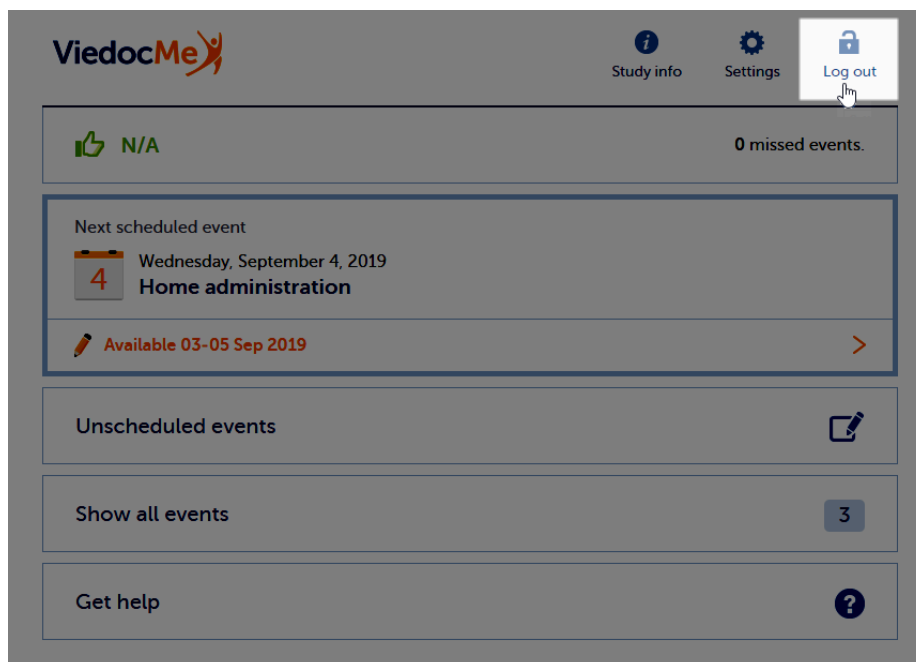 ViedocMe
Study info
Settings
Log out
N/A
0 missed events.
Next scheduled event
4
Wednesday, September 4, 2019
Home administration
Available 03-05 Sep 2019
Unscheduled events
Show all events
3
Get help